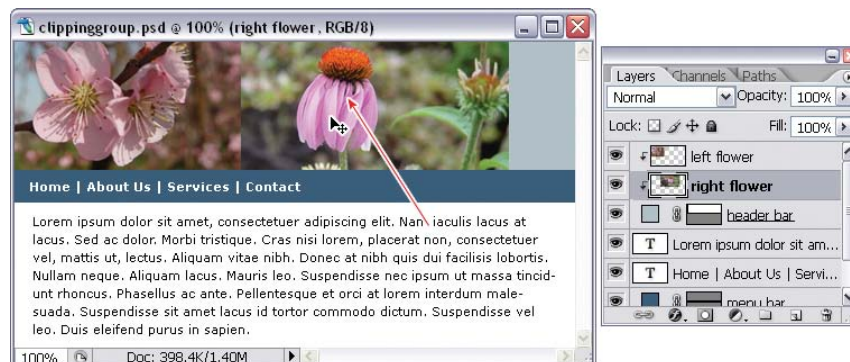 clippinggroup.psd @ 100% (right flower, RGB/8)
Home | About Us | Services | Contact
Lorem ipsum dolor sit amet, consectetuer adipiscing elit. Nam iaculis lacus at
lacus. Sed ac dolor. Morbi tristique. Cras nisi lorem, placerat non, consectetuer
vel, mattis ut, lectus. Aliquam vitae nibh. Donec at nibh quis dui facilisis lobortis.
Nullam neque. Aliquam lacus. Mauris leo. Suspendisse nec ipsum ut massa tincid-
unt rhoncus. Phasellus ac ante. Pellentesque et orci at lorem interdum male-
suada. Suspendisse sit amet lacus id tortor commodo dictum. Suspendisse vel
leo. Duis eleifend purus in sapien.
100% Doc: 398.4K/1.40M
Layers Channels Paths
Normal Opacity: 100%
Lock: Fill: 100%
left flower
right flower
header bar
T Lorem ipsum dolor sit am...
T Home | About Us | Servi...
menu bar